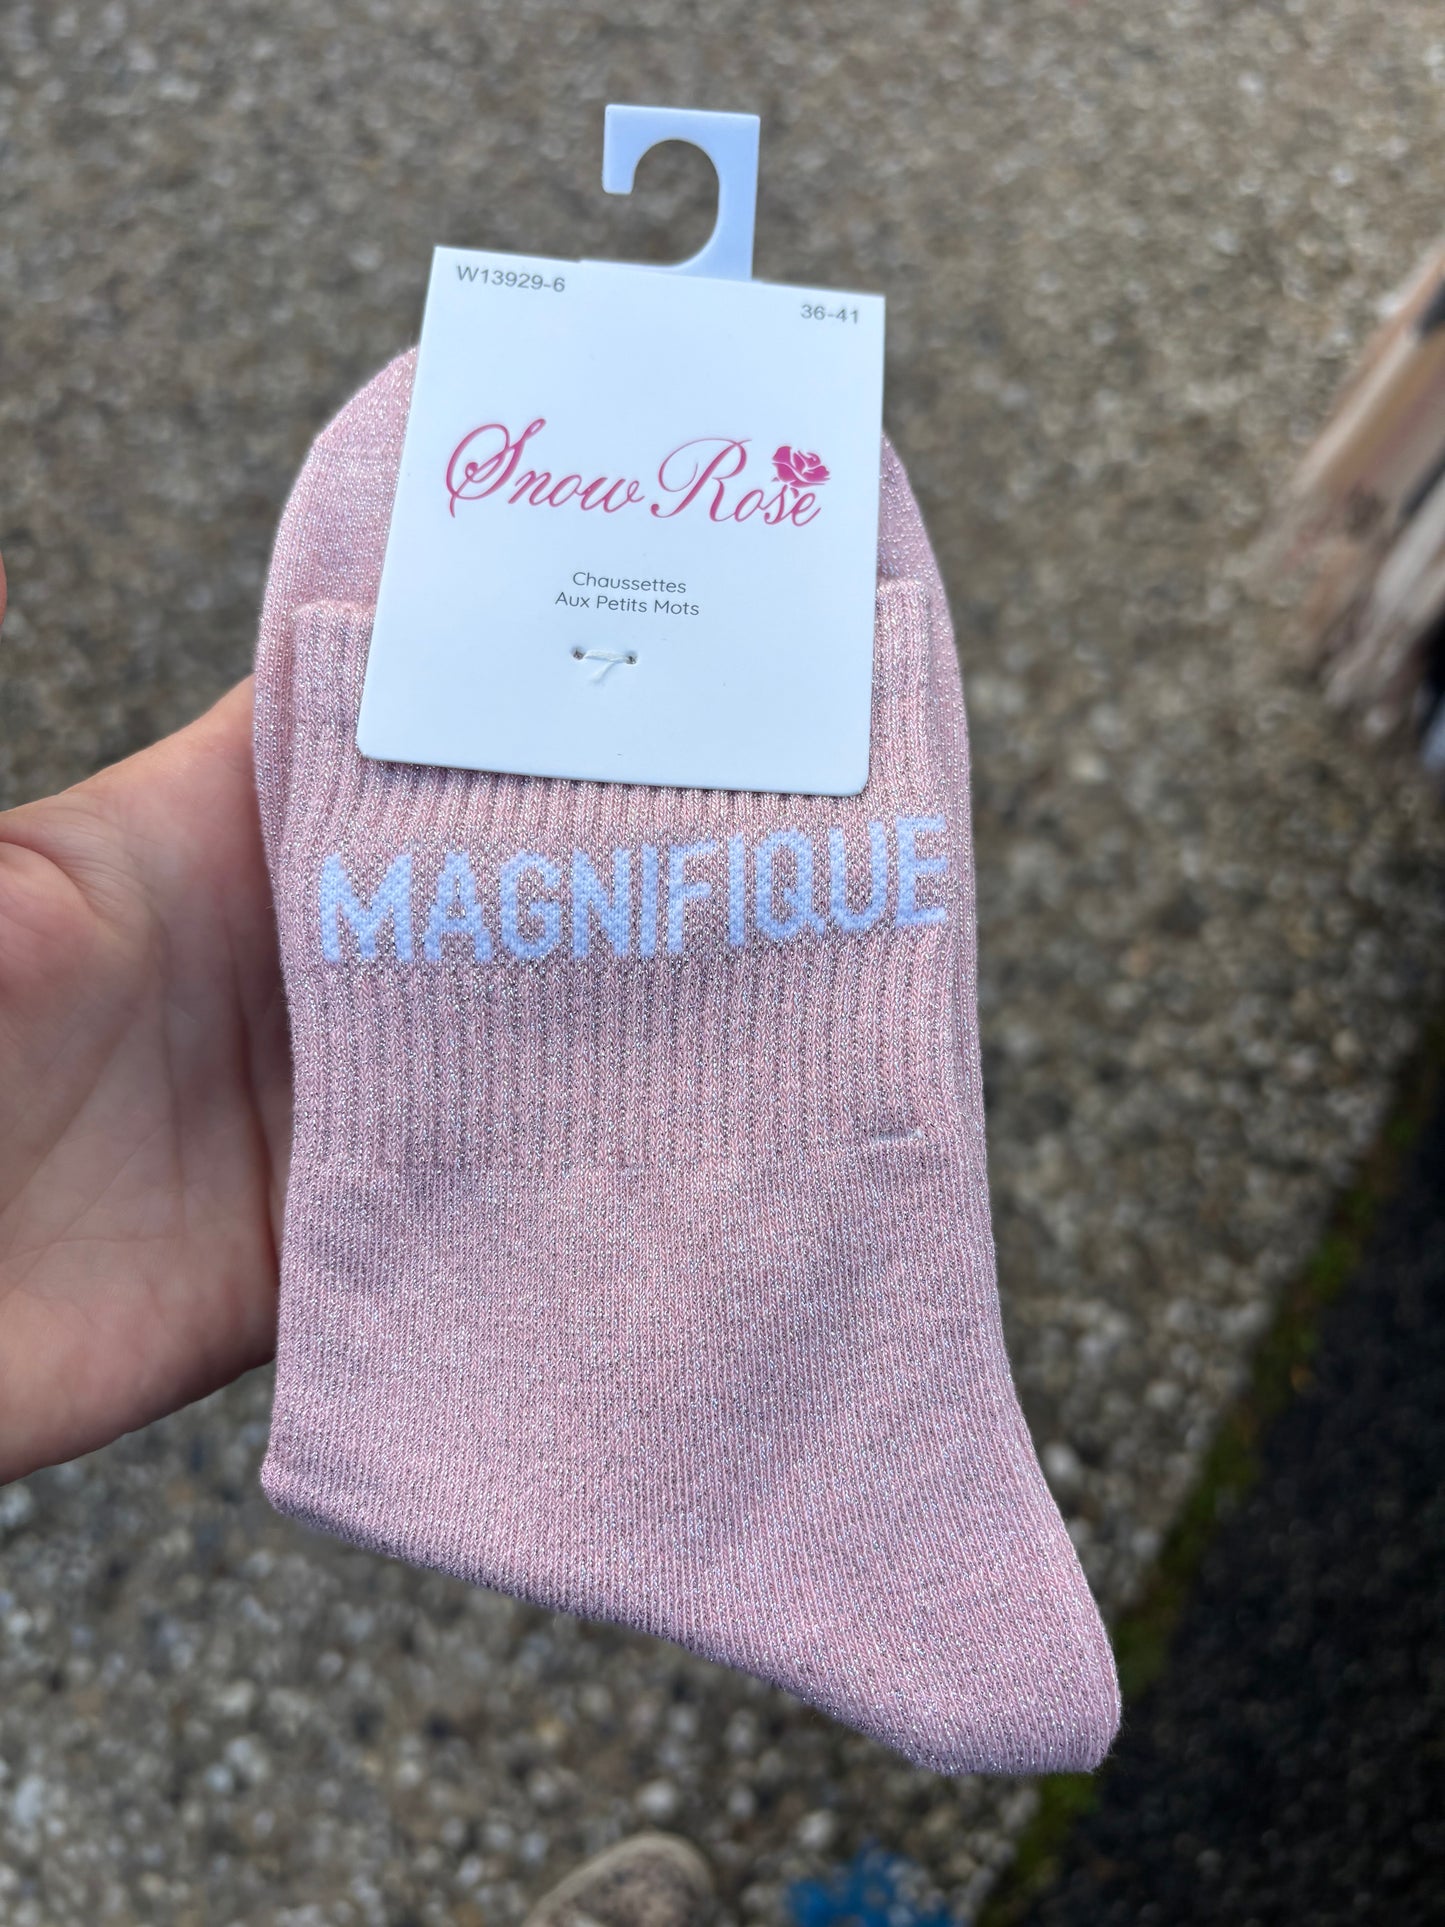 W13929-6
36-41
Snow Rose
Chaussettes
Aux Petits Mots
MAGNIFIQUE